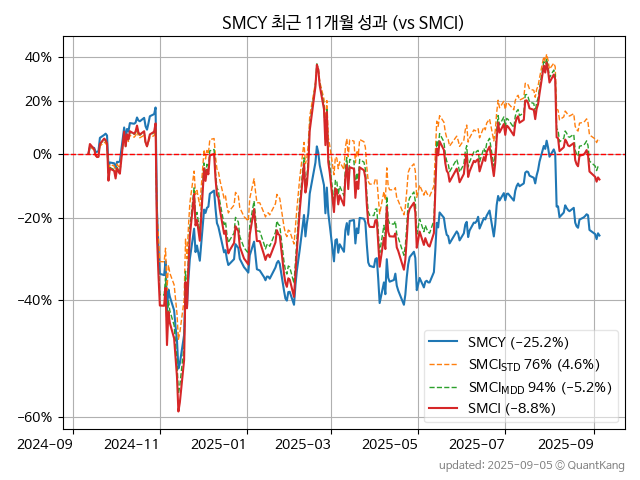 SMCY 최근 11개월 성과 (vs SMCI)
40%
20%
0%
−20%
−40%
−60%
2024-09
2024-11
2025-01
2025-03
2025-05
2025-07
2025-09
SMCY (−25.2%)
SMCI_STD 76% (4.6%)
SMCI_MDD 94% (−5.2%)
SMCI (−8.8%)
updated: 2025-09-05 © QuantKang